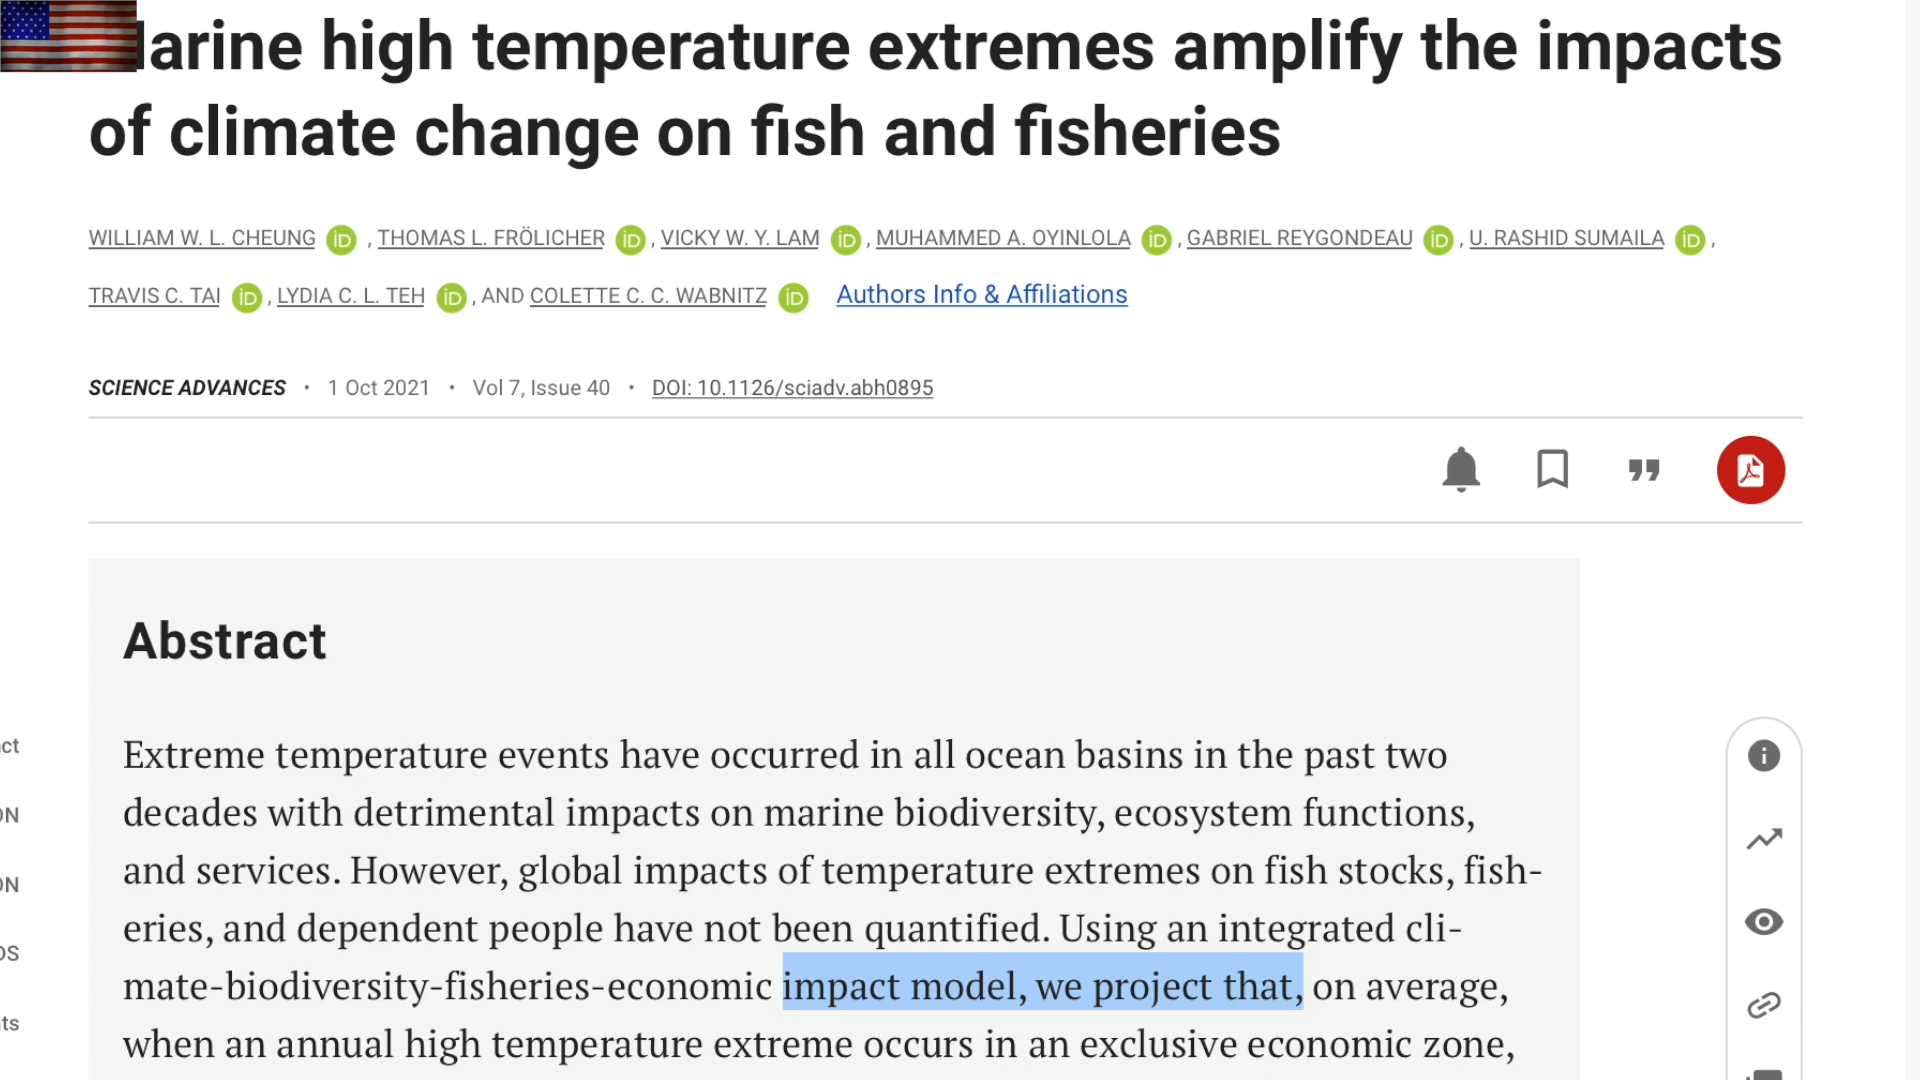 arine high temperature extremes amplify the impacts
of climate change on fish and fisheries
WILLIAM W. L. CHEUNG iD , THOMAS L. FRÖLICHER iD , VICKY W. Y. LAM iD , MUHAMMED A. OYINLOLA iD , GABRIEL REYGONDEAU iD , U. RASHID SUMAILA iD ,
TRAVIS C. TAI iD , LYDIA C. L. TEH iD , AND COLETTE C. C. WABNITZ iD Authors Info & Affiliations
SCIENCE ADVANCES • 1 Oct 2021 • Vol 7, Issue 40 • DOI: 10.1126/sciadv.abh0895
Abstract
Extreme temperature events have occurred in all ocean basins in the past two
decades with detrimental impacts on marine biodiversity, ecosystem functions,
and services. However, global impacts of temperature extremes on fish stocks, fish-
eries, and dependent people have not been quantified. Using an integrated cli-
mate-biodiversity-fisheries-economic impact model, we project that, on average,
when an annual high temperature extreme occurs in an exclusive economic zone,
ct
ON
ON
DS
ts